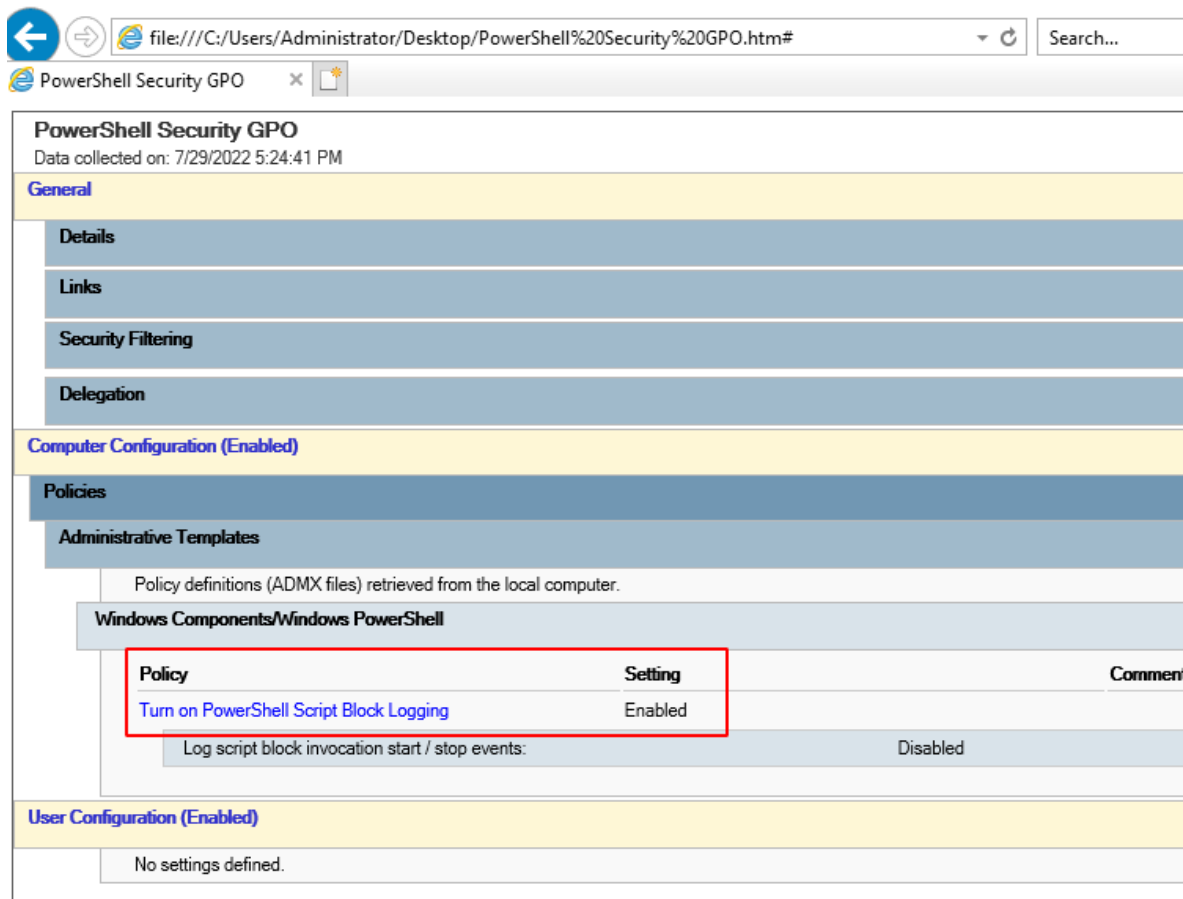 file:///C:/Users/Administrator/Desktop/PowerShell%20Security%20GPO.htm# Search...
PowerShell Security GPO
PowerShell Security GPO
Data collected on: 7/29/2022 5:24:41 PM
General
Details
Links
Security Filtering
Delegation
Computer Configuration (Enabled)
Policies
Administrative Templates
Policy definitions (ADMX files) retrieved from the local computer.
Windows Components/Windows PowerShell
Policy Setting Comment
Turn on PowerShell Script Block Logging Enabled
Log script block invocation start / stop events: Disabled
User Configuration (Enabled)
No settings defined.